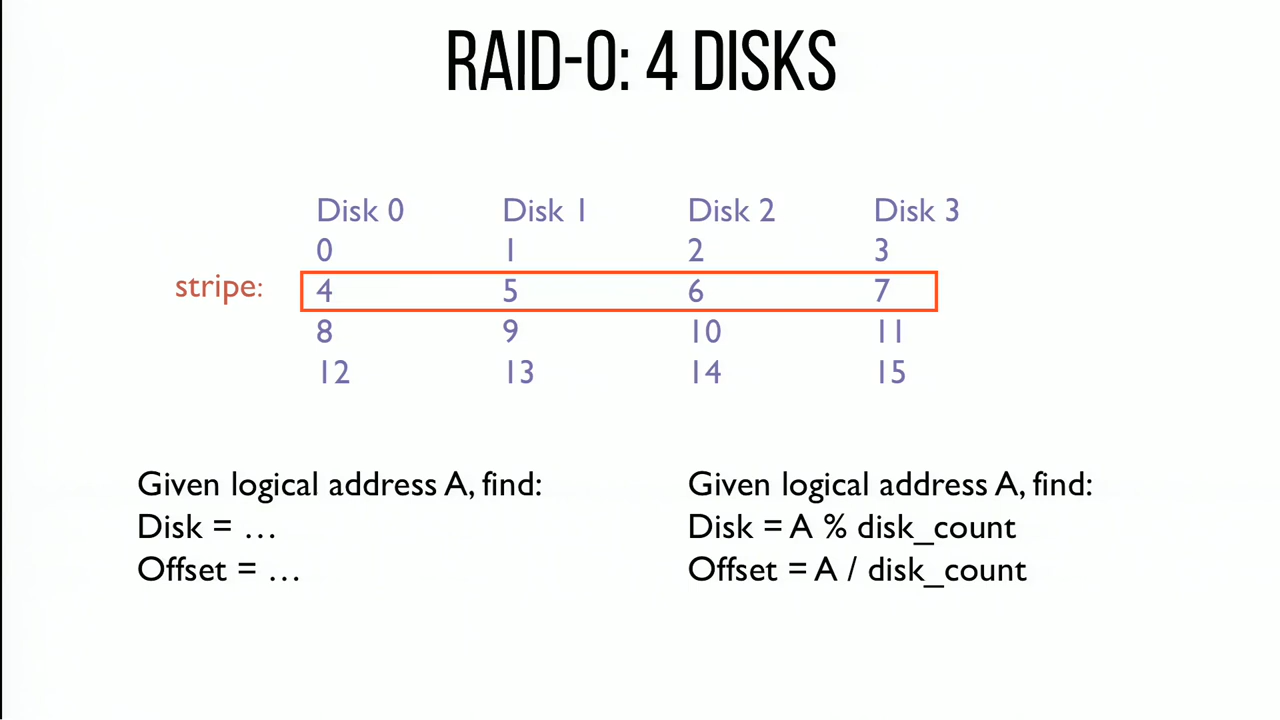 RAID-0: 4 DISKS
Disk 0 Disk 1 Disk 2 Disk 3
0 1 2 3
stripe: 4 5 6 7
8 9 10 11
12 13 14 15
Given logical address A, find:
Disk = …
Offset = …
Given logical address A, find:
Disk = A % disk_count
Offset = A / disk_count